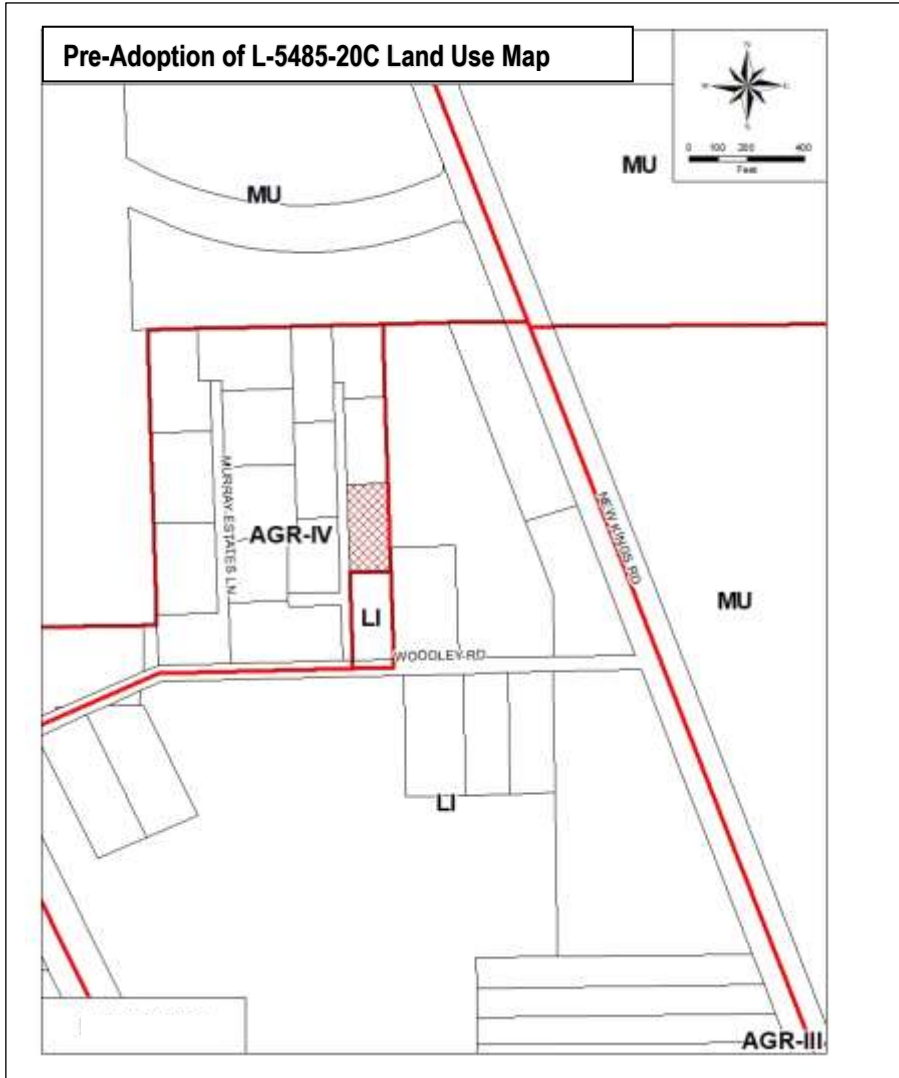 Pre-Adoption of L-5485-20C Land Use Map
N
W
E
S
0 100 200 400
Feet
MU
MU
MURRAY ESTATES LN
AGR-IV
NEW KINGS RD
MU
LI
WOODLEY RD
LI
AGR-III